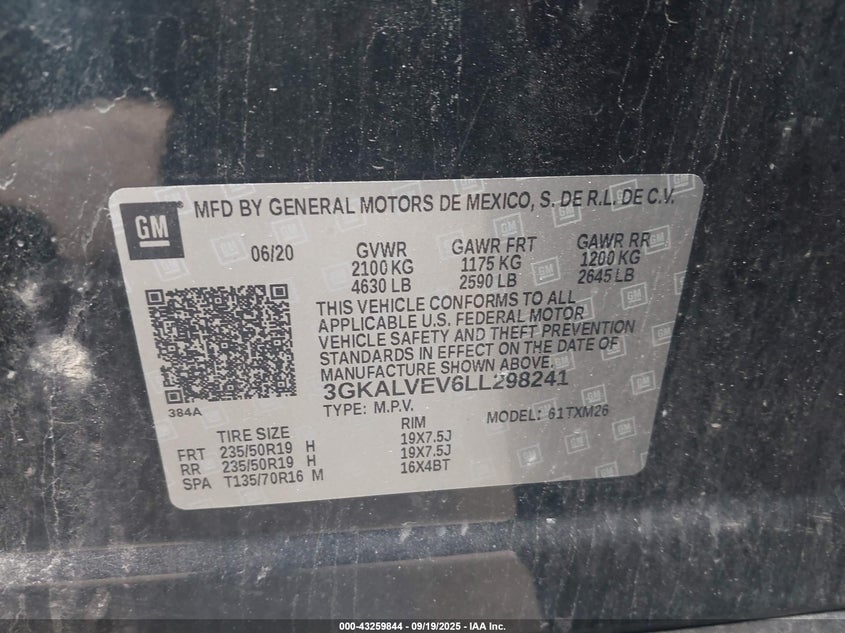 GM
MFD BY GENERAL MOTORS DE MEXICO, S. DE R.L. DE C.V.
06/20 GVWR GAWR FRT GAWR RR
2100 KG 1175 KG 1200 KG
4630 LB 2590 LB 2645 LB
THIS VEHICLE CONFORMS TO ALL
APPLICABLE U.S. FEDERAL MOTOR
VEHICLE SAFETY AND THEFT PREVENTION
STANDARDS IN EFFECT ON THE DATE OF
MANUFACTURE SHOWN ABOVE.
3GKALVEV6LL298241
384A
TYPE: M.P.V. MODEL: 61TXM26
TIRE SIZE RIM
FRT 235/50R19 H 19X7.5J
RR 235/50R19 H 19X7.5J
SPA T135/70R16 M 16X4BT
000-43259844 - 09/19/2025 - IAA Inc.